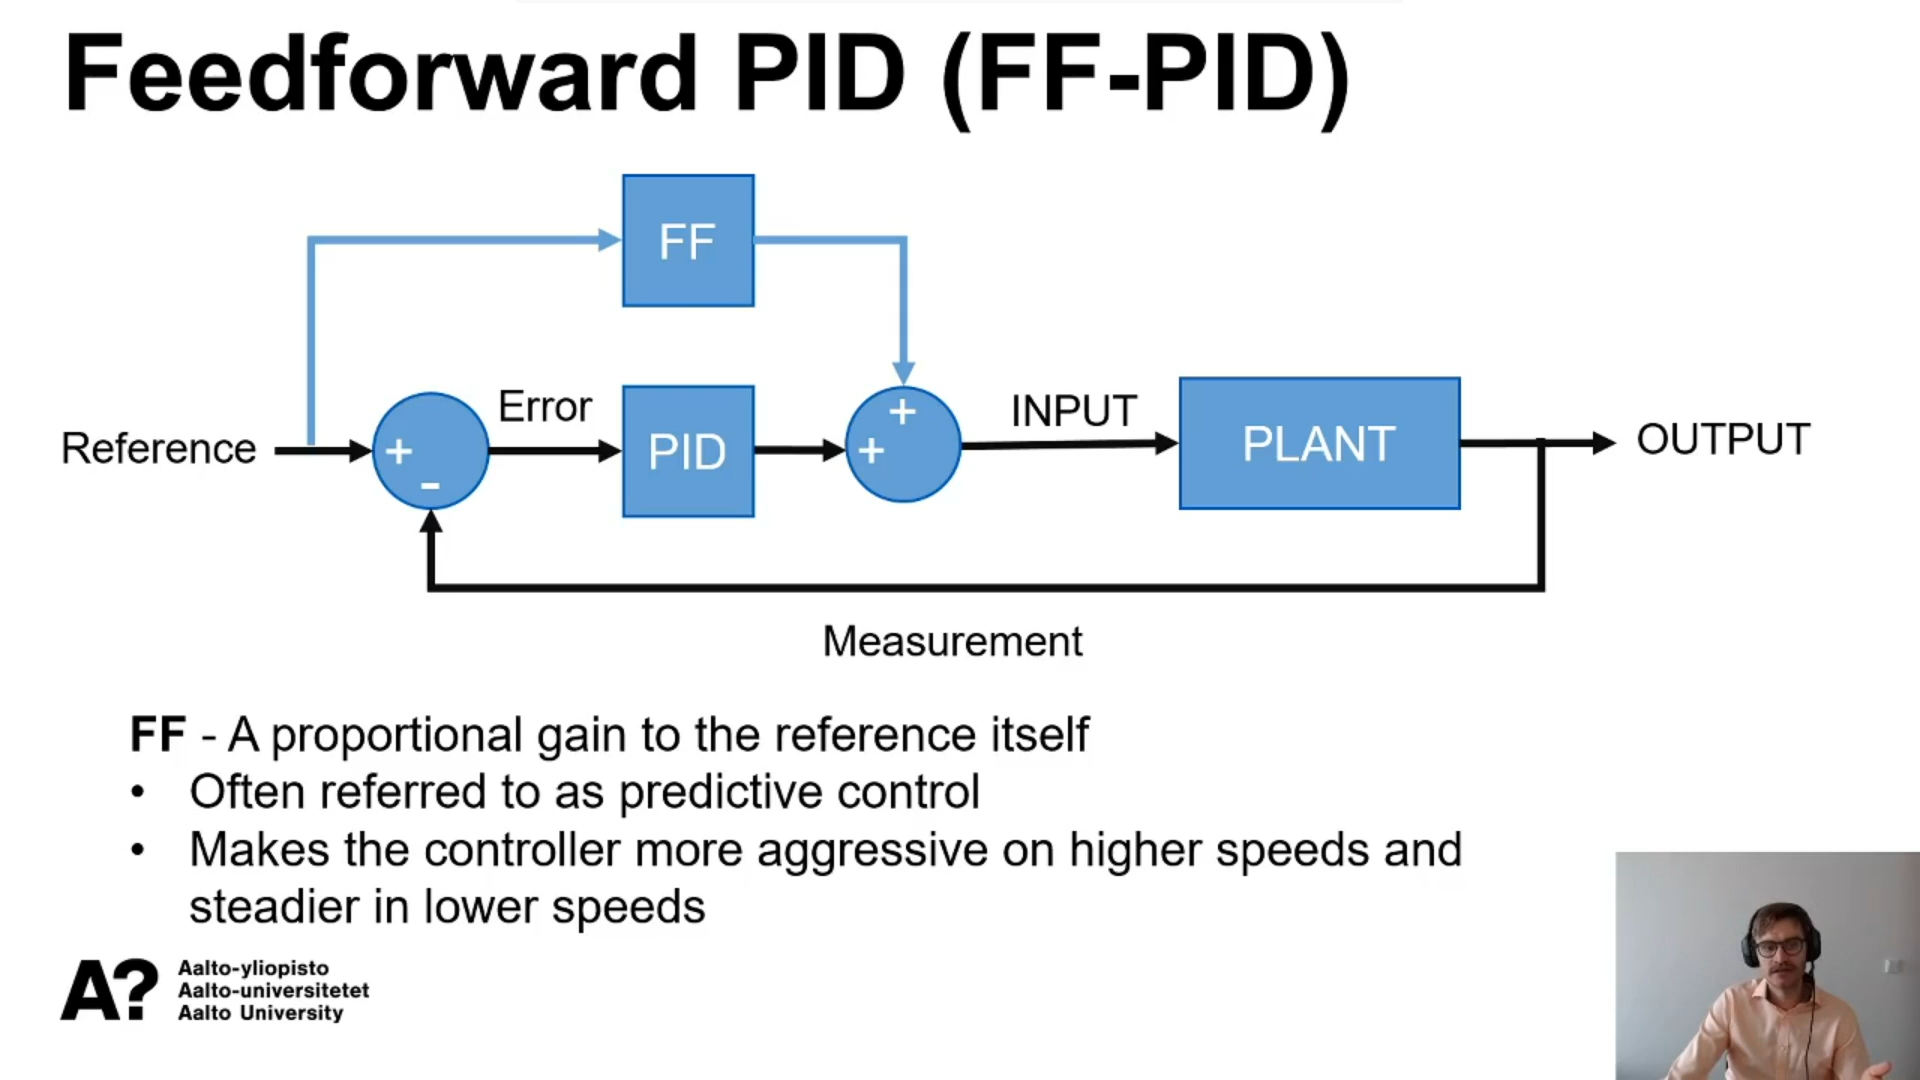 Feedforward PID (FF-PID)
FF
Reference
+
-
Error
PID
+
+
INPUT
PLANT
OUTPUT
Measurement
FF - A proportional gain to the reference itself
• Often referred to as predictive control
• Makes the controller more aggressive on higher speeds and
steadier in lower speeds
A?
Aalto-yliopisto
Aalto-universitetet
Aalto University